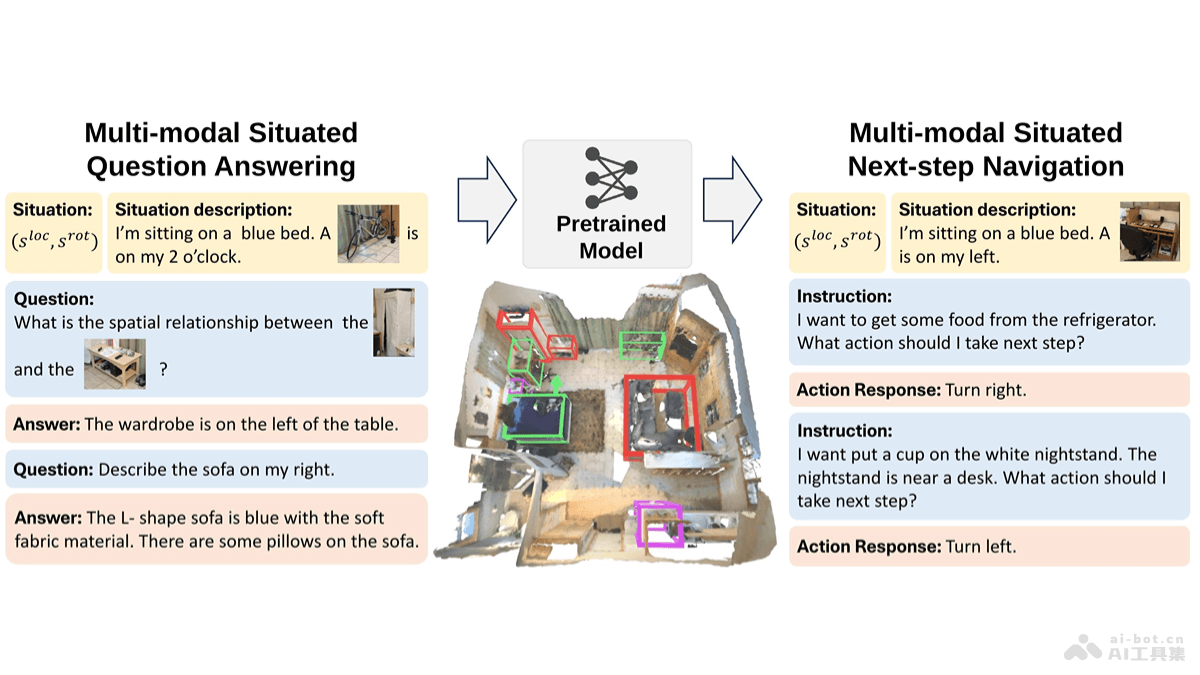 Multi-modal Situated
Question Answering
Situation:
(s^loc, s^rot)
Situation description:
I'm sitting on a blue bed. A is
on my 2 o'clock.
Question:
What is the spatial relationship between the
and the ?
Answer: The wardrobe is on the left of the table.
Question: Describe the sofa on my right.
Answer: The L- shape sofa is blue with the soft
fabric material. There are some pillows on the sofa.
Pretrained
Model
Multi-modal Situated
Next-step Navigation
Situation:
(s^loc, s^rot)
Situation description:
I'm sitting on a blue bed. A
is on my left.
Instruction:
I want to get some food from the refrigerator.
What action should I take next step?
Action Response: Turn right.
Instruction:
I want put a cup on the white nightstand. The
nightstand is near a desk. What action should I
take next step?
Action Response: Turn left.
ai-bot.cn
AI工具集